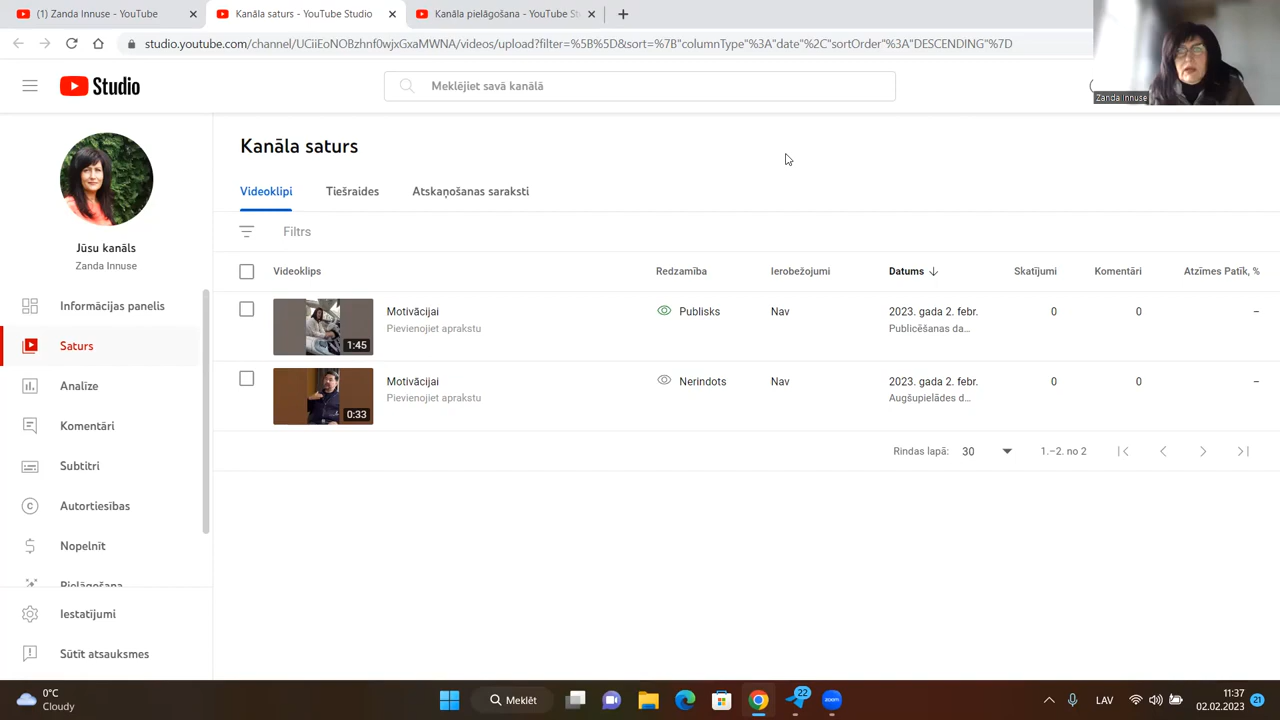 (1) Zanda Innuse - YouTube
Kanāla saturs - YouTube Studio
Kanāla pielāgošana - YouTube St
studio.youtube.com/channel/UCiiEoNOBzhnf0wjxGxaMWNA/videos/upload?filter=%5B%5D&sort=%7B"columnType"%3A"date"%2C"sortOrder"%3A"DESCENDING"%7D
Zanda Innuse
Studio
Meklējiet savā kanālā
Jūsu kanāls
Zanda Innuse
Informācijas panelis
Saturs
Analīze
Komentāri
Subtitri
Autortiesības
Nopelnīt
Pielāgošana
Iestatījumi
Sūtīt atsauksmes
Kanāla saturs
Videoklipi Tiešraides Atskaņošanas saraksti
Filtrs
Videoklips Redzamība Ierobežojumi Datums Skatījumi Komentāri Atzīmes Patīk, %
1:45 Motivācijai Publisks Nav 2023. gada 2. febr. 0 0 –
Pievienojiet aprakstu Publicēšanas da...
0:33 Motivācijai Nerindots Nav 2023. gada 2. febr. 0 0 –
Pievienojiet aprakstu Augšupielādes d...
Rindas lapā: 30 1.–2. no 2
0°C
Cloudy
Meklēt
22
zoom
LAV
11:37
02.02.2023
21